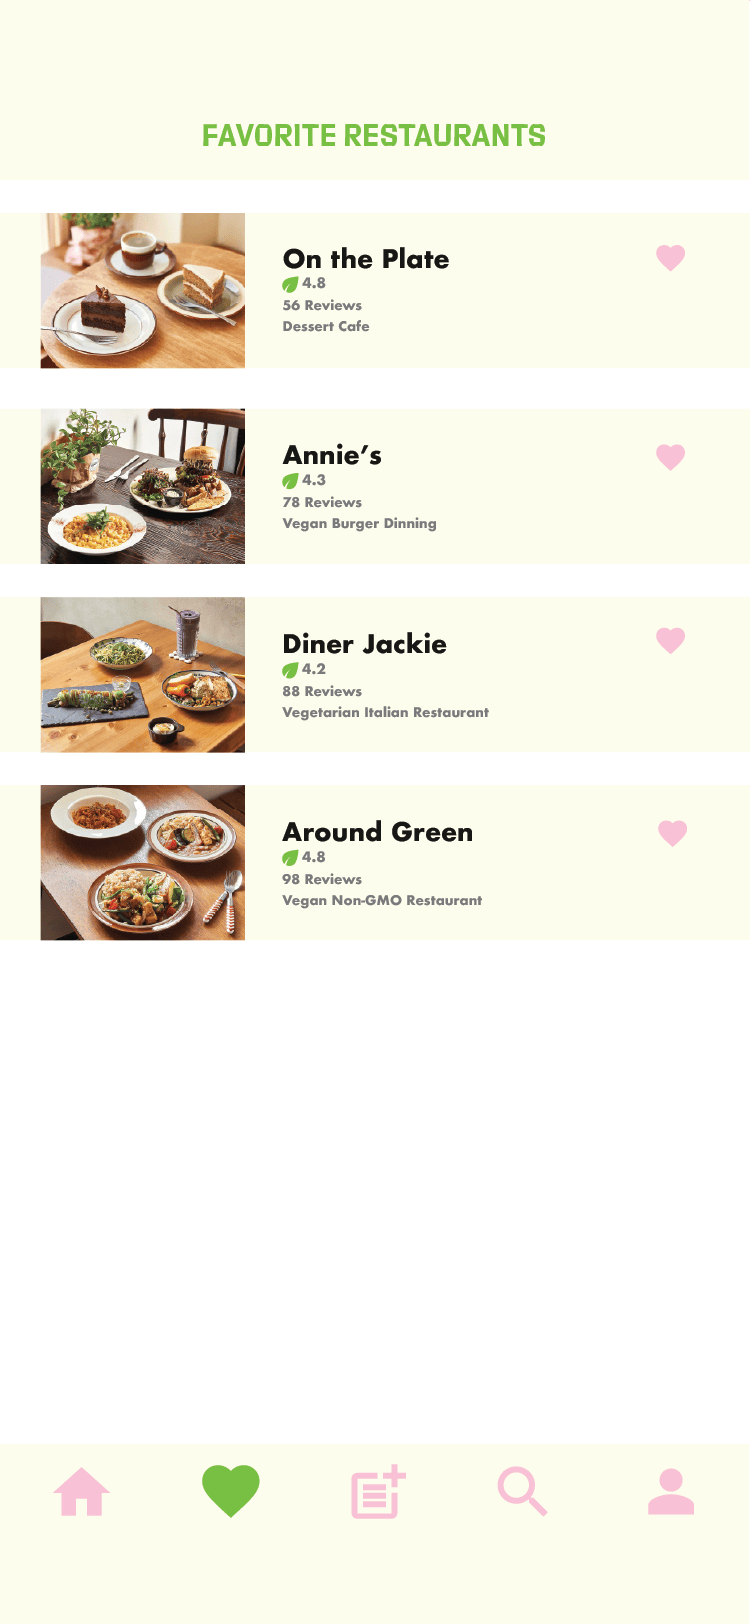 FAVORITE RESTAURANTS
On the Plate
4.8
56 Reviews
Dessert Cafe
Annie's
4.3
78 Reviews
Vegan Burger Dinning
Diner Jackie
4.2
88 Reviews
Vegetarian Italian Restaurant
Around Green
4.8
98 Reviews
Vegan Non-GMO Restaurant